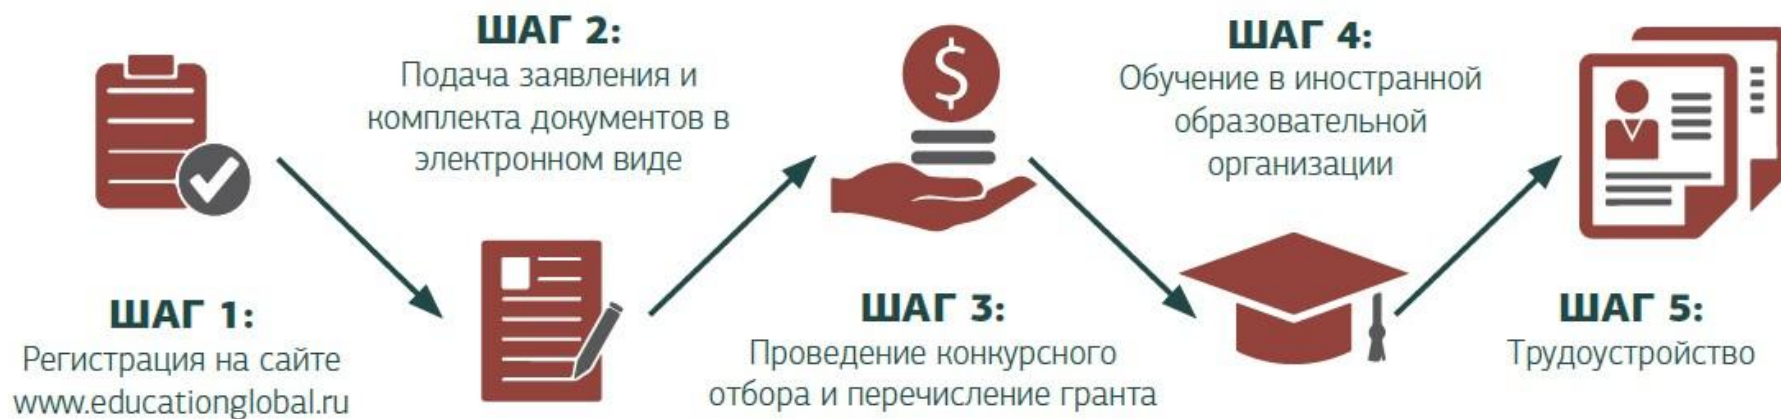 ШАГ 1:
Регистрация на сайте
www.educationglobal.ru
ШАГ 2:
Подача заявления и
комплекта документов в
электронном виде
$
ШАГ 3:
Проведение конкурсного
отбора и перечисление гранта
ШАГ 4:
Обучение в иностранной
образовательной
организации
ШАГ 5:
Трудоустройство